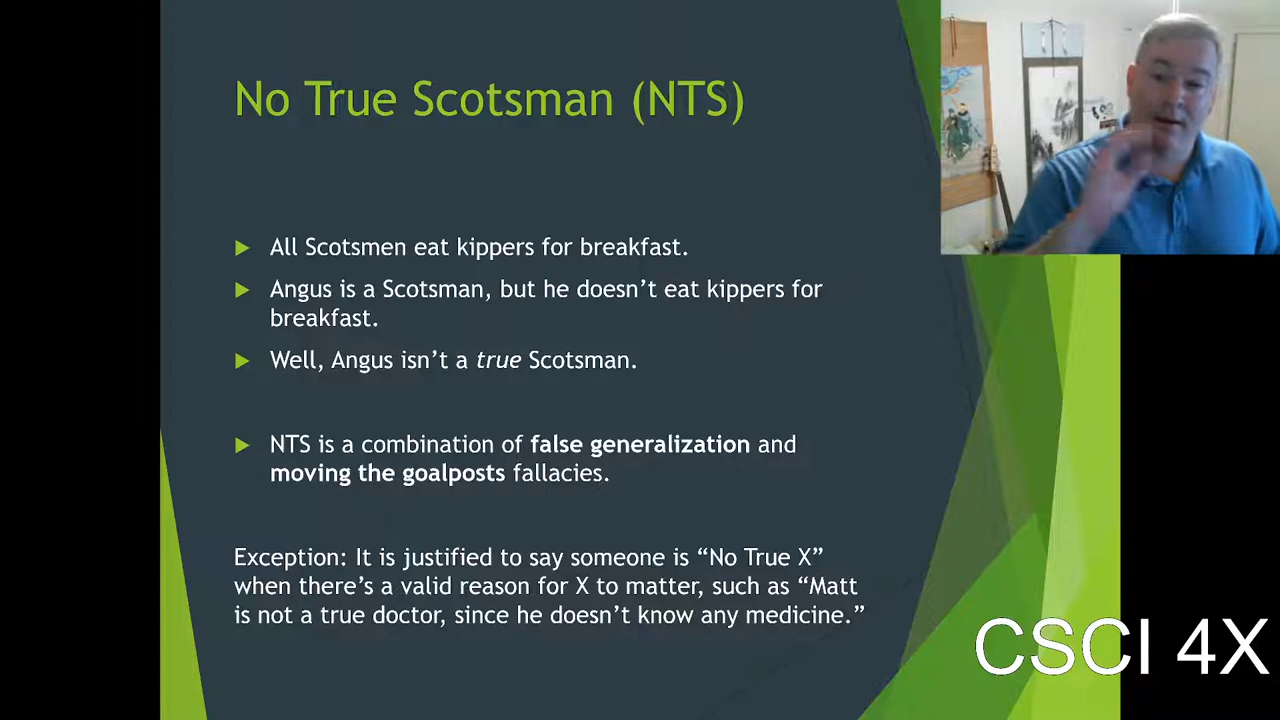 No True Scotsman (NTS)
All Scotsmen eat kippers for breakfast.
Angus is a Scotsman, but he doesn’t eat kippers for
breakfast.
Well, Angus isn’t a true Scotsman.
NTS is a combination of false generalization and
moving the goalposts fallacies.
Exception: It is justified to say someone is “No True X”
when there’s a valid reason for X to matter, such as “Matt
is not a true doctor, since he doesn’t know any medicine.”
CSCI 4X